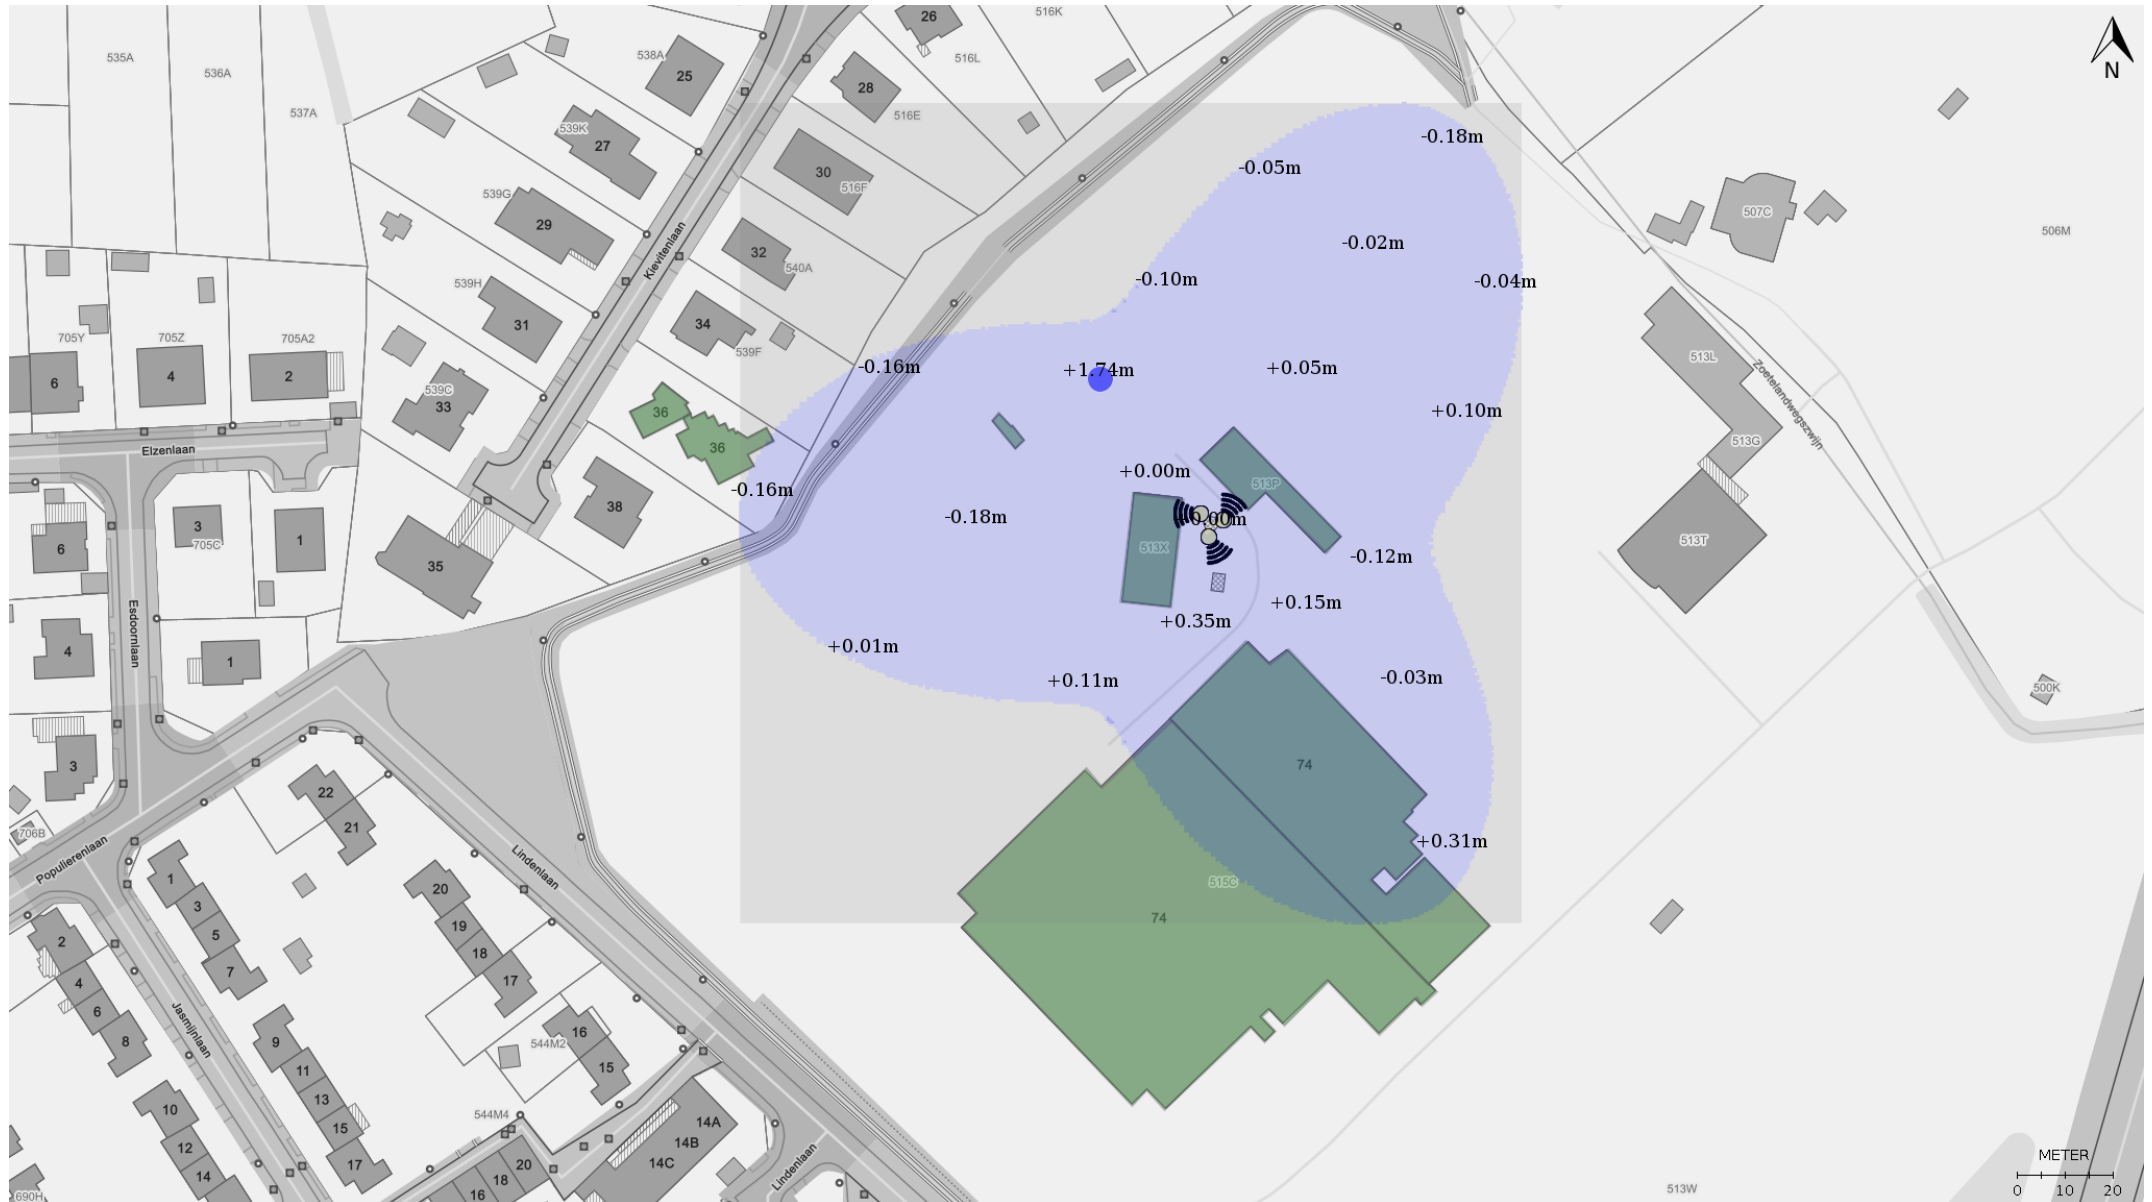 26
516K
535A
536A
537A
538A
25
516L
28
516E
N
539K
27
30
516F
-0.18m
-0.05m
539G
29
Kievitenlaan
32
540A
-0.02m
507C
506M
539H
31
-0.10m
-0.04m
705Y
705Z
705A2
34
539F
6
4
2
539C
33
-0.16m
+1.74m
+0.05m
513L
Zoetelandwegszwijn
36
+0.10m
Elzenlaan
36
513G
-0.16m
+0.00m
513P
38
-0.18m
+0.00m
3
705C
1
6
35
513X
513T
-0.12m
Esdoornlaan
+0.35m
+0.15m
4
1
+0.01m
+0.11m
-0.03m
500K
3
74
22
21
706B
Populierenlaan
Lindenlaan
+0.31m
1
3
5
7
20
19
18
17
515C
74
2
4
6
8
Jasmijnlaan
9
11
13
15
17
16
15
544M2
544M4
10
12
14
14A
14B
14C
20
18
16
Lindenlaan
690H
513W
METER
0 10 20